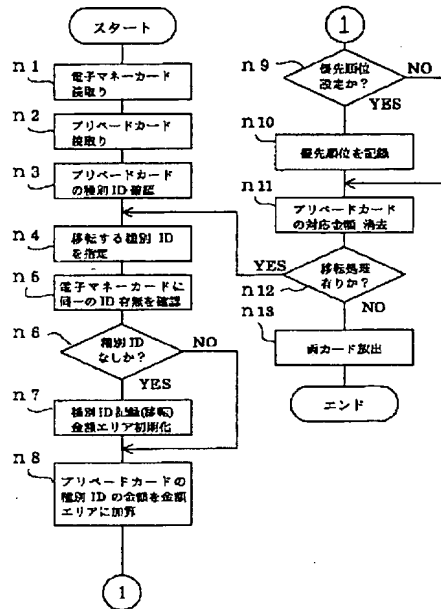 スタート
n1
電子マネーカード
読取り
n2
プリペードカード
読取り
n3
プリペードカード
の種別ID確認
n4
移転する種別 ID
を指定
n5
電子マネーカードに
同一のID有無を確認
n6
種別ID
なしか?
NO
YES
n7
種別ID記録(移転)
金額エリア初期化
n8
プリペードカードの
種別IDの金額を金額
エリアに加算
1
1
n9
優先順位
設定か?
NO
YES
n10
優先順位を記録
n11
プリペードカード
の対応金額 消去
YES
移転処理
有りか?
n12
NO
n13
両カード放出
エンド